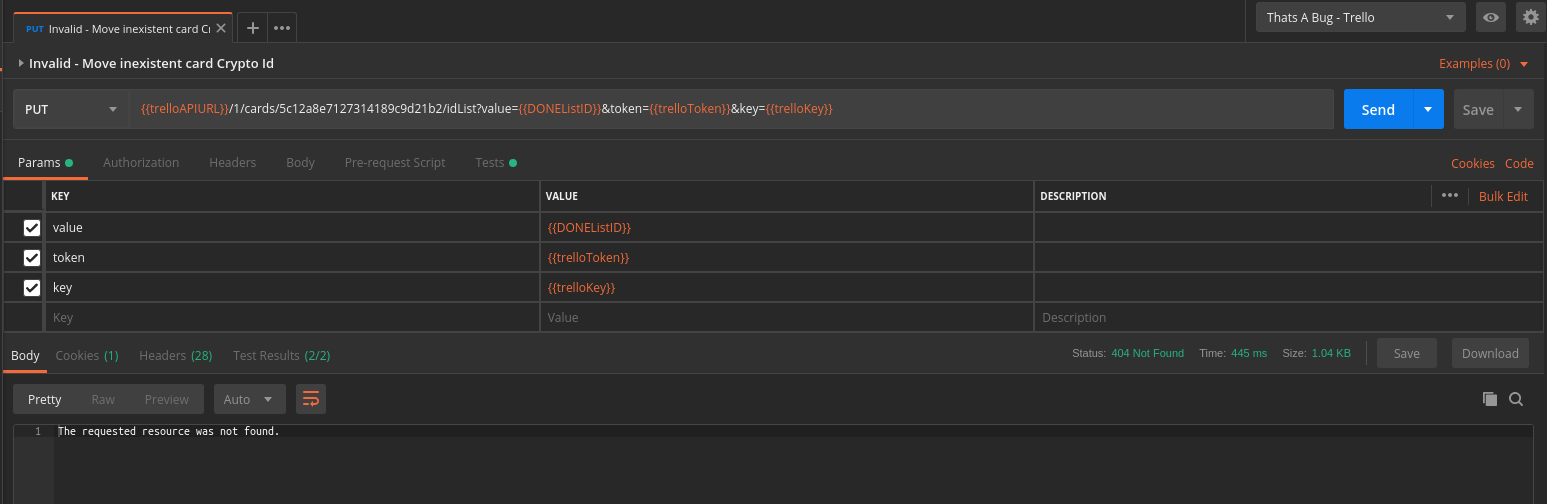 PUT Invalid - Move inexistent card Cr
Thats A Bug - Trello
Invalid - Move inexistent card Crypto Id
Examples (0)
PUT {{trelloAPIURL}}/1/cards/5c12a8e7127314189c9d21b2/idList?value={{DONEListID}}&token={{trelloToken}}&key={{trelloKey}} Send Save
Params Authorization Headers Body Pre-request Script Tests Cookies Code
KEY VALUE DESCRIPTION Bulk Edit
value {{DONEListID}}
token {{trelloToken}}
key {{trelloKey}}
Key Value Description
Body Cookies (1) Headers (28) Test Results (2/2) Status: 404 Not Found Time: 445 ms Size: 1.04 KB Save Download
Pretty Raw Preview Auto
1 The requested resource was not found.